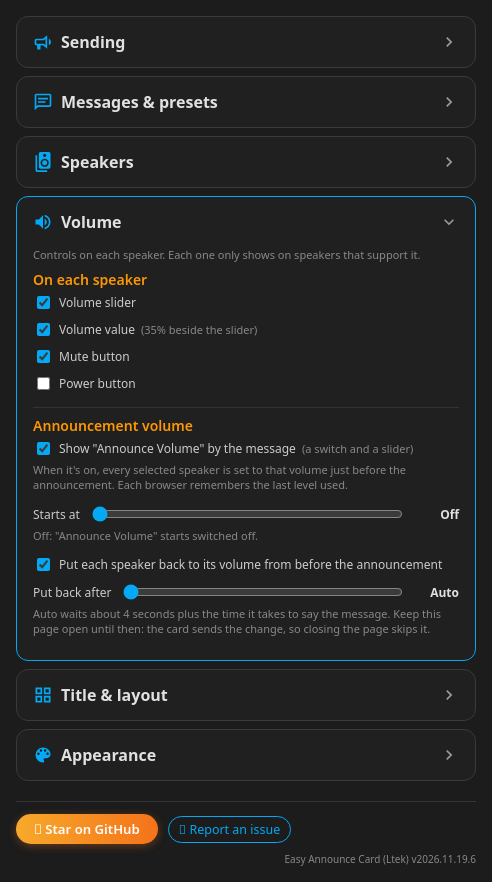 Sending
Messages & presets
Speakers
Volume
Controls on each speaker. Each one only shows on speakers that support it.
On each speaker
Volume slider
Volume value (35% beside the slider)
Mute button
Power button
Announcement volume
Show "Announce Volume" by the message (a switch and a slider)
When it's on, every selected speaker is set to that volume just before the
announcement. Each browser remembers the last level used.
Starts at Off
Off: "Announce Volume" starts switched off.
Put each speaker back to its volume from before the announcement
Put back after Auto
Auto waits about 4 seconds plus the time it takes to say the message. Keep this
page open until then: the card sends the change, so closing the page skips it.
Title & layout
Appearance
Star on GitHub Report an issue
Easy Announce Card (Ltek) v2026.11.19.6